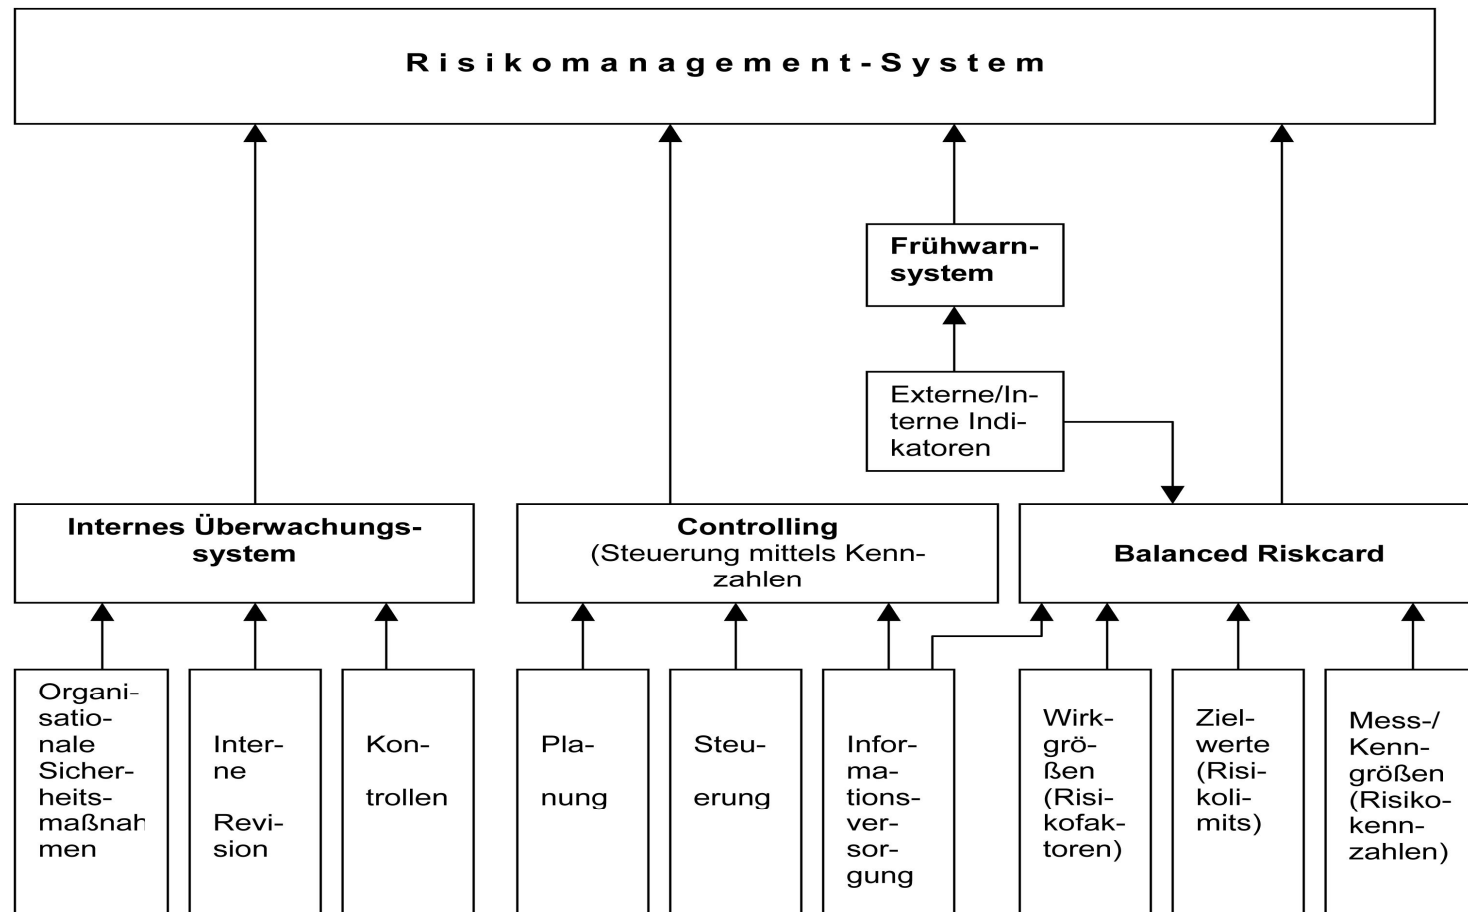 Risikomanagement-System
Frühwarn-
system
Externe/In-
terne Indi-
katoren
Internes Überwachungs-
system
Controlling
(Steuerung mittels Kenn-
zahlen
Balanced Riskcard
Organi-
satio-
nale
Sicher-
heits-
maßnah
men
Inter-
ne
Revi-
sion
Kon-
trollen
Pla-
nung
Steu-
erung
Infor-
ma-
tions-
ver-
sor-
gung
Wirk-
grö-
ßen
(Risi-
kofak-
toren)
Ziel-
werte
(Risi-
koli-
mits)
Mess-/
Kenn-
größen
(Risiko-
kenn-
zahlen)